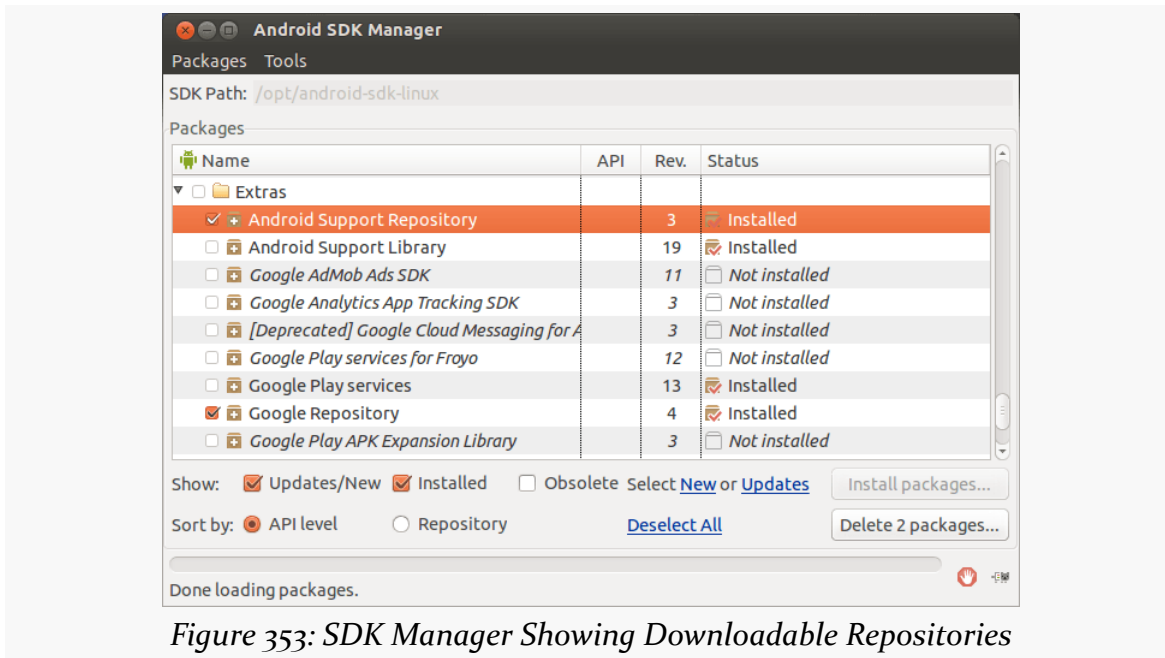 Android SDK Manager
Packages Tools
SDK Path: /opt/android-sdk-linux
Packages
Name API Rev. Status
Extras
Android Support Repository 3 Installed
Android Support Library 19 Installed
Google AdMob Ads SDK 11 Not installed
Google Analytics App Tracking SDK 3 Not installed
[Deprecated] Google Cloud Messaging for A 3 Not installed
Google Play services for Froyo 12 Not installed
Google Play services 13 Installed
Google Repository 4 Installed
Google Play APK Expansion Library 3 Not installed
Show: Updates/New Installed Obsolete Select New or Updates Install packages...
Sort by: API level Repository Deselect All Delete 2 packages...
Done loading packages.
Figure 353: SDK Manager Showing Downloadable Repositories